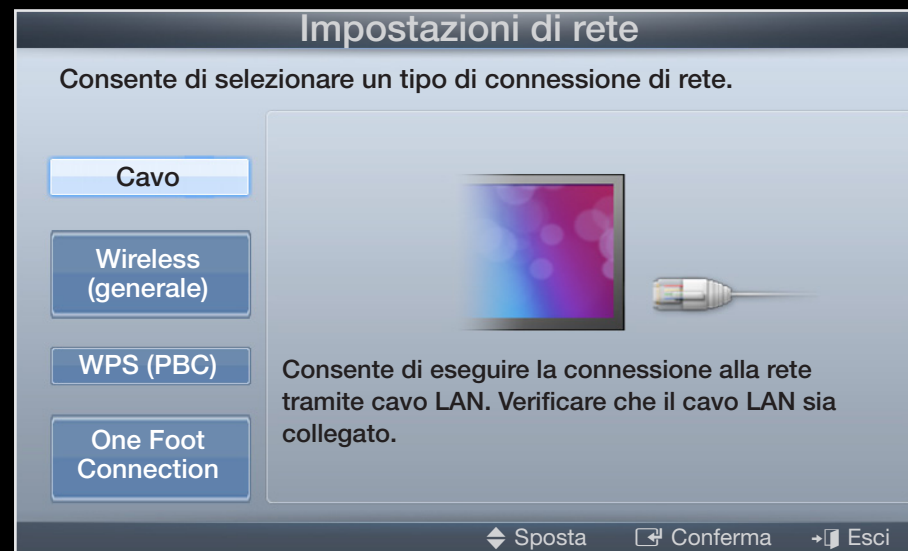 Impostazioni di rete
Consente di selezionare un tipo di connessione di rete.
Cavo
Wireless
(generale)
WPS (PBC)
One Foot
Connection
Consente di eseguire la connessione alla rete
tramite cavo LAN. Verificare che il cavo LAN sia
collegato.
Sposta Conferma Esci